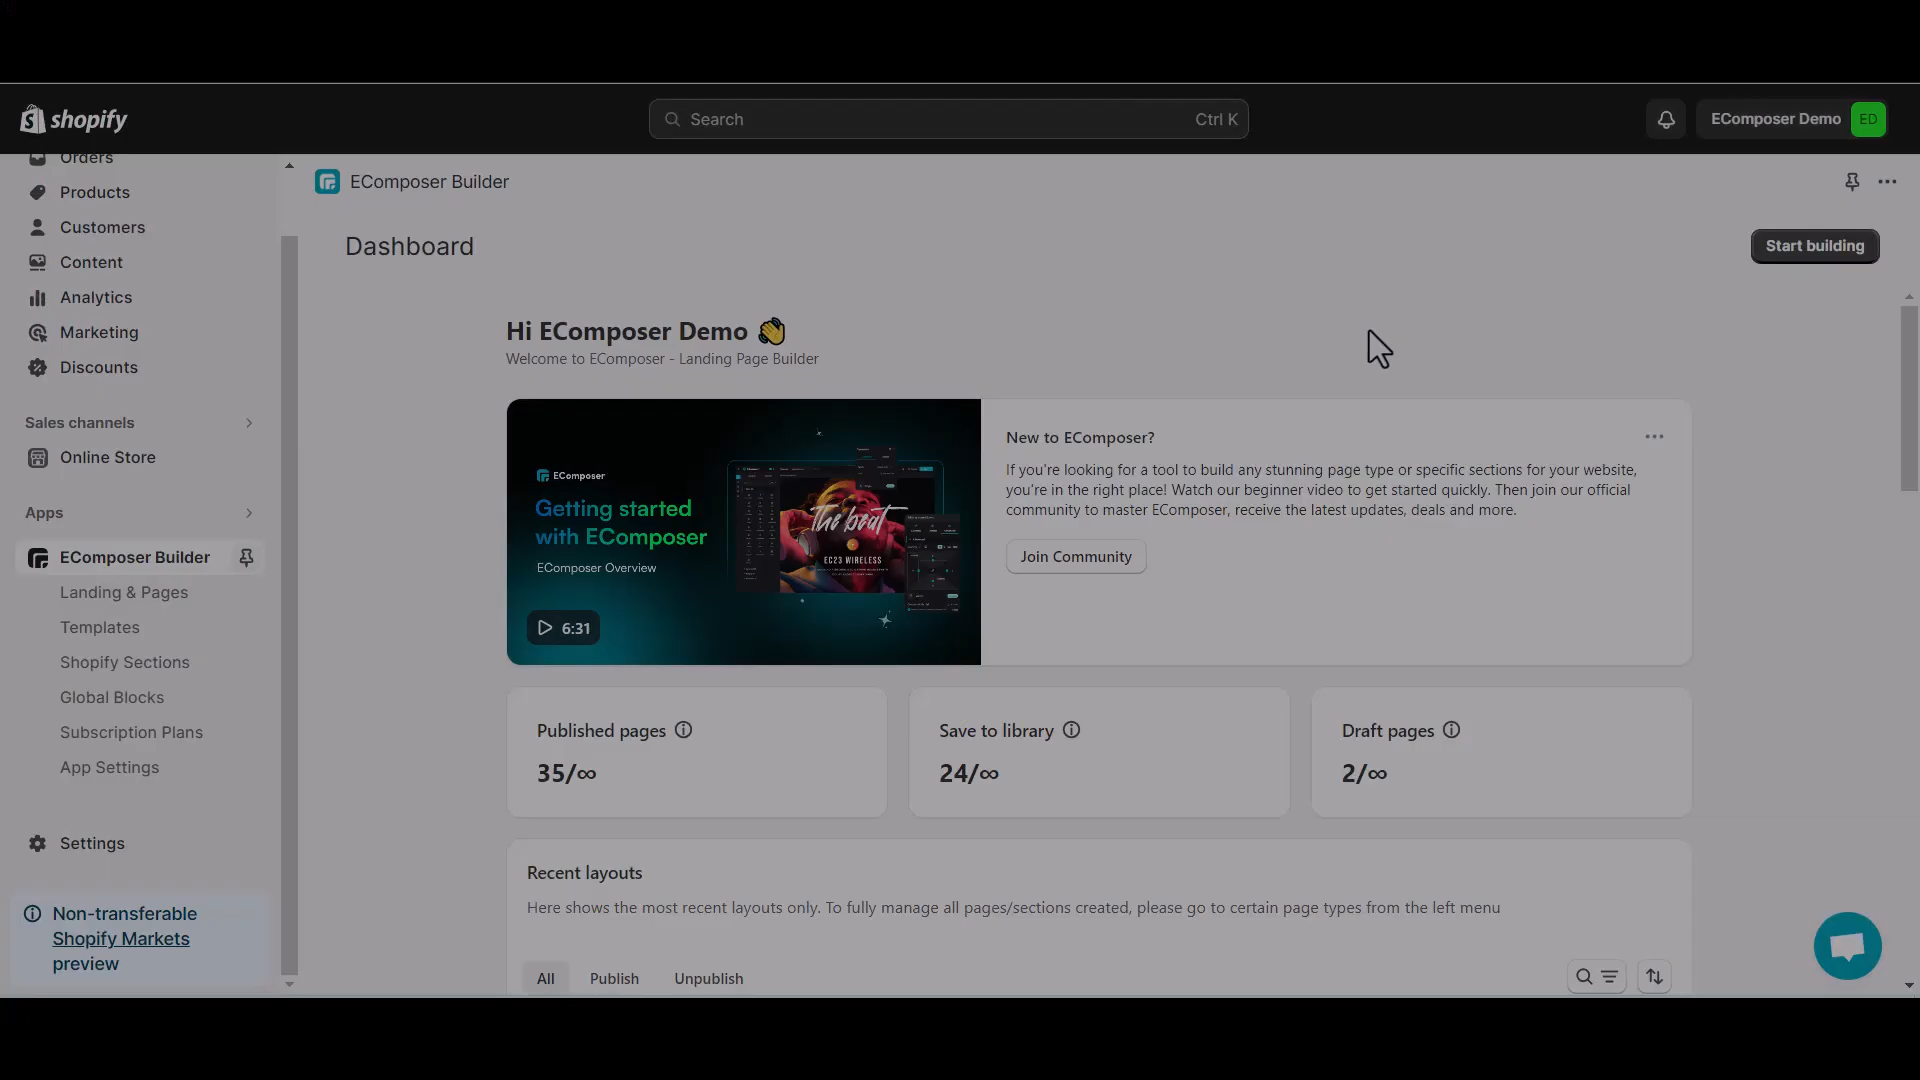 shopify
Search
Ctrl K
EComposer Demo
ED
Orders
Products
Customers
Content
Analytics
Marketing
Discounts
Sales channels
Online Store
Apps
EComposer Builder
Landing & Pages
Templates
Shopify Sections
Global Blocks
Subscription Plans
App Settings
Settings
Non-transferable
Shopify Markets
preview
EComposer Builder
Dashboard
Start building
Hi EComposer Demo 👋
Welcome to EComposer - Landing Page Builder
EComposer
Getting started
with EComposer
EComposer Overview
6:31
The beat
EC23 WIRELESS
New to EComposer?
If you're looking for a tool to build any stunning page type or specific sections for your website,
you're in the right place! Watch our beginner video to get started quickly. Then join our official
community to master EComposer, receive the latest updates, deals and more.
Join Community
Published pages
35/∞
Save to library
24/∞
Draft pages
2/∞
Recent layouts
Here shows the most recent layouts only. To fully manage all pages/sections created, please go to certain page types from the left menu
All
Publish
Unpublish